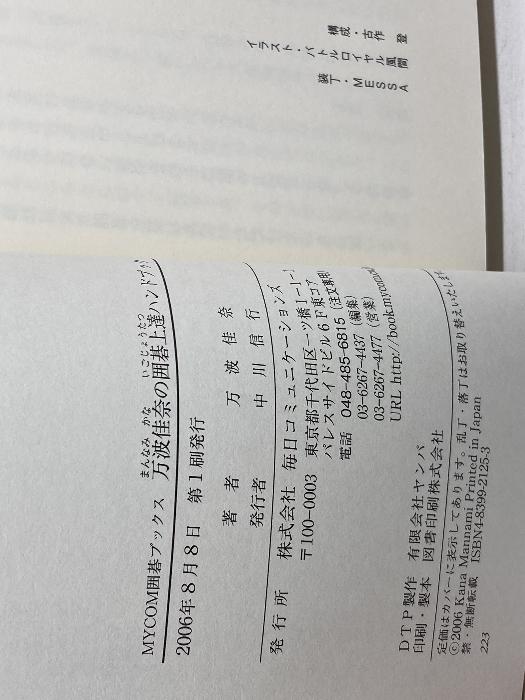 構成・古作 登
イラスト・バトルロイヤル風間
装丁・MESSA
MYCOM囲碁ブックス
まんなみ かな いごじょうたつ
万波佳奈の囲碁上達ハンドブ
2006年8月8日 第1刷発行
著者 万波佳奈
発行者 中川信行
発行所 株式会社 毎日コミュニケーションズ
〒100-0003 東京都千代田区一ツ橋1-1-
パレスサイドビル6F東コア
電話 048-485-6815 (注文専用)
03-6267-4437 (編集)
03-6267-4477 (営業)
URL http://book.mycom.co
DTP製作 有限会社ヤンパ
印刷・製本 図書印刷株式会社
定価はカバーに表示してあります。乱丁・落丁はお取り替えいたします
©2006 Kana Mannami Printed in Japan
禁・無断転載 ISBN4-8399-2125-3
223